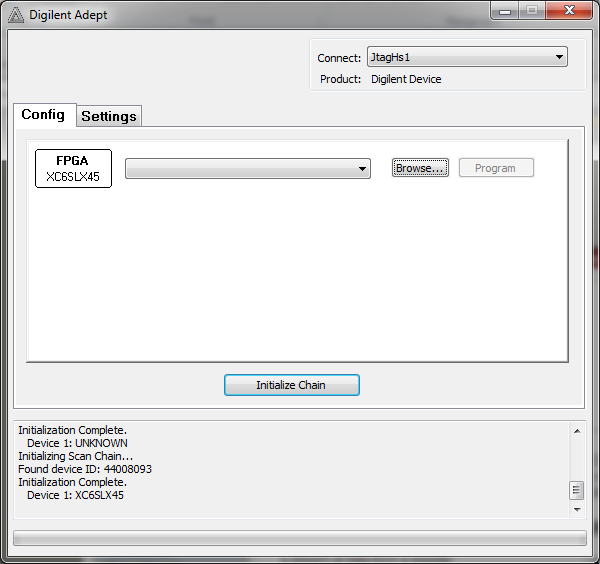 Digilent Adept
Connect: JtagHs1
Product: Digilent Device
Config Settings
FPGA
XC6SLX45
Browse... Program
Initialize Chain
Initialization Complete.
Device 1: UNKNOWN
Initializing Scan Chain...
Found device ID: 44008093
Initialization Complete.
Device 1: XC6SLX45